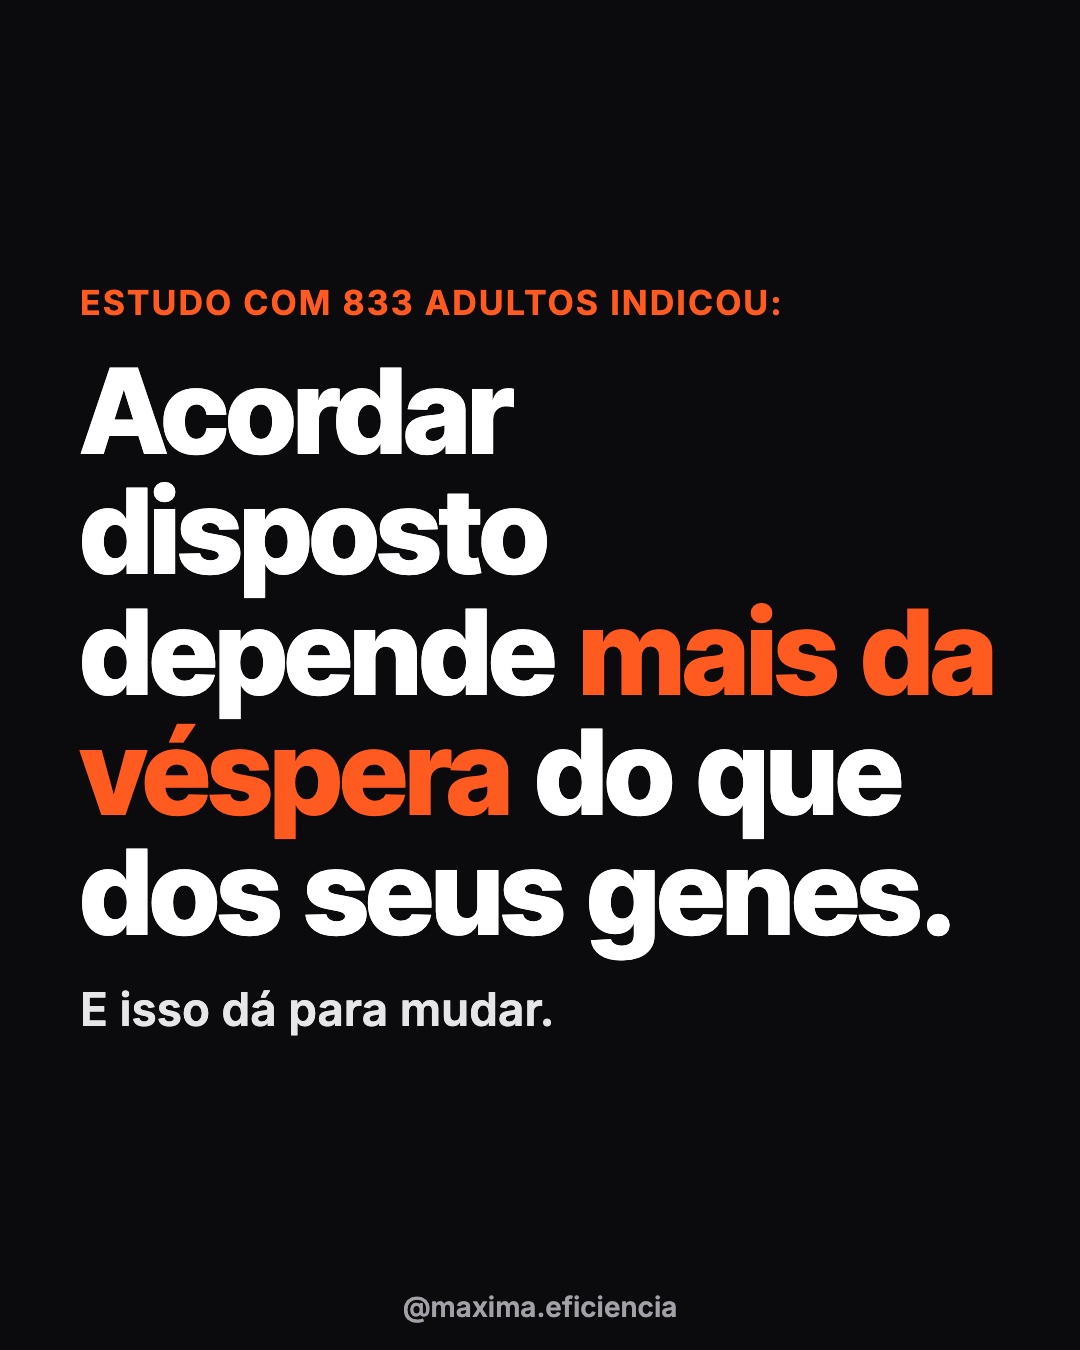 ESTUDO COM 833 ADULTOS INDICOU:
Acordar
disposto
depende mais da
véspera do que
dos seus genes.
E isso dá para mudar.
@maxima.eficiencia